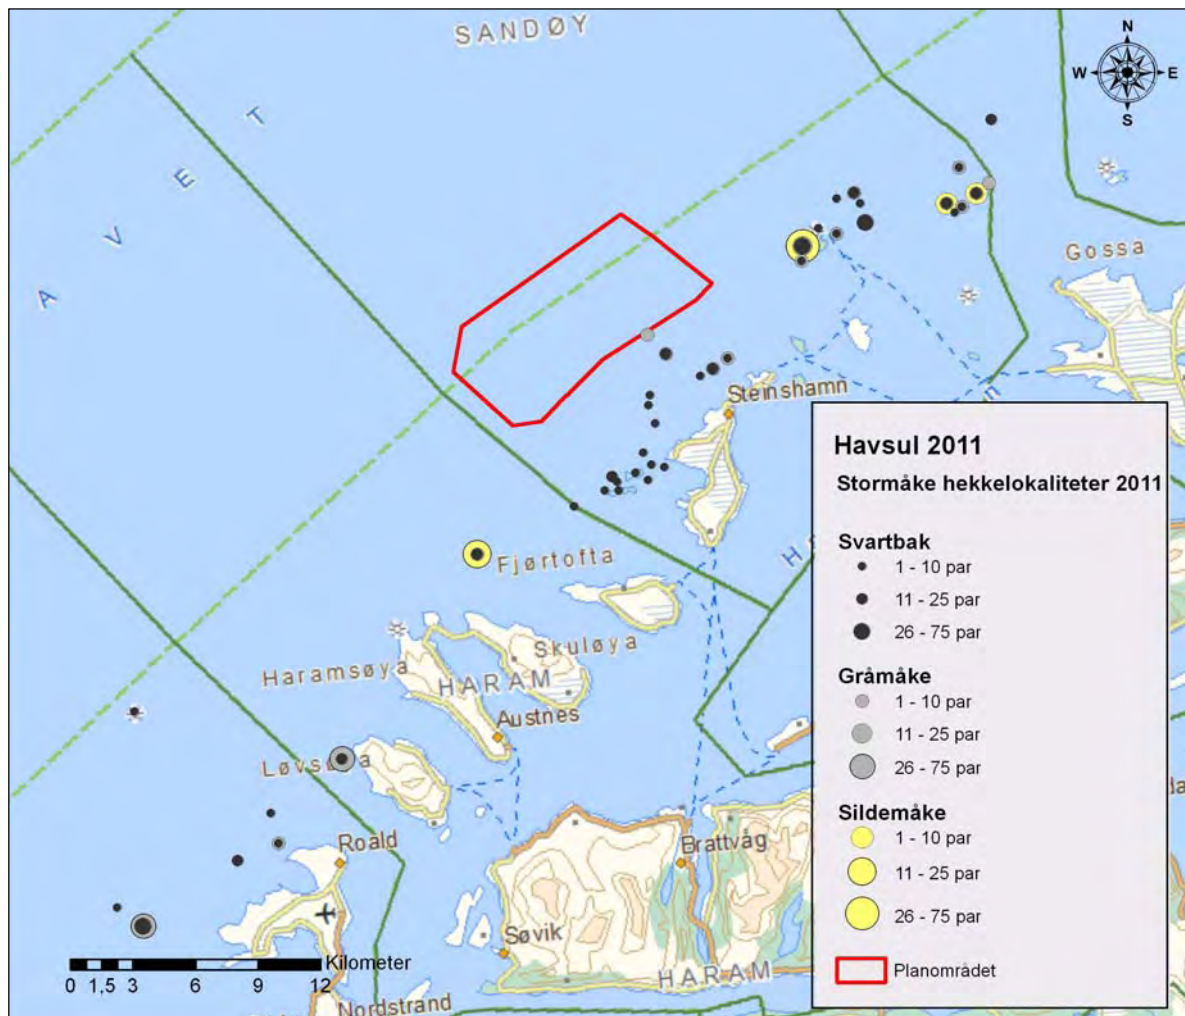 SANDØY
N
W E
S
A V E T
Gossa
Steinshamn
Fjørtofta
Skuløya
Haramsøya
HARAM
Austnes
Roald
Brattvåg
Søvik
HARAM
Nordstrand
Kilometer
0 1,5 3 6 9 12
Havsul 2011
Stormåke hekkelokaliteter 2011
Svartbak
1 - 10 par
11 - 25 par
26 - 75 par
Gråmåke
1 - 10 par
11 - 25 par
26 - 75 par
Sildemåke
1 - 10 par
11 - 25 par
26 - 75 par
Planområdet